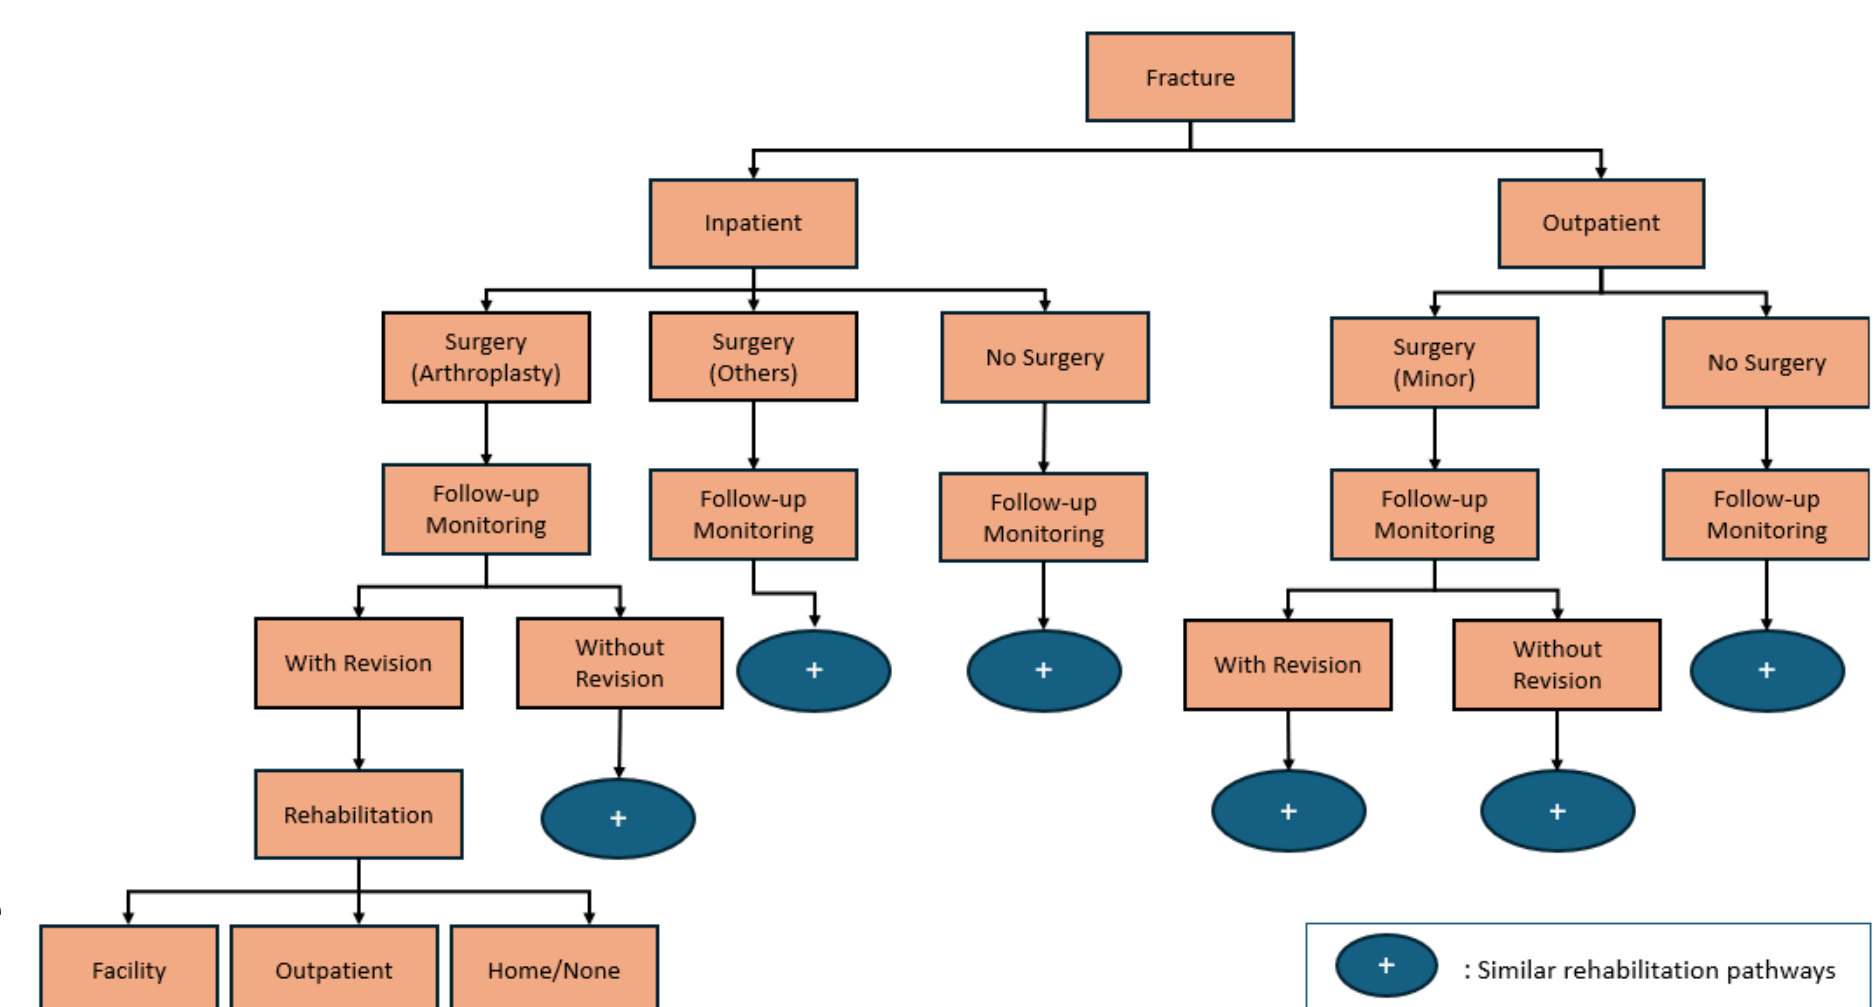 Fracture
Inpatient
Outpatient
Surgery
(Arthroplasty)
Surgery
(Others)
No Surgery
Surgery
(Minor)
No Surgery
Follow-up
Monitoring
Follow-up
Monitoring
Follow-up
Monitoring
Follow-up
Monitoring
Follow-up
Monitoring
With Revision
Without
Revision
+
+
With Revision
Without
Revision
+
Rehabilitation
+
+
+
Facility
Outpatient
Home/None
+ : Similar rehabilitation pathways